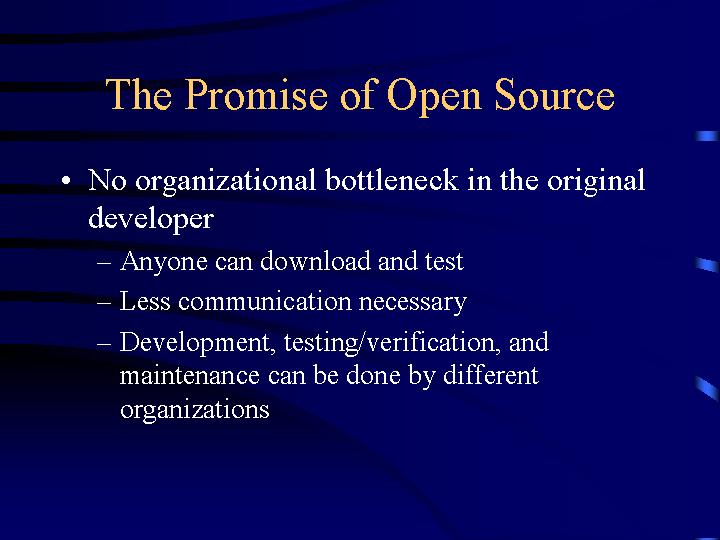 The Promise of Open Source
• No organizational bottleneck in the original
developer
– Anyone can download and test
– Less communication necessary
– Development, testing/verification, and
maintenance can be done by different
organizations